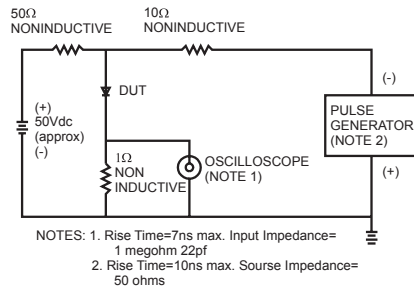 50Ω
NONINDUCTIVE
10Ω
NONINDUCTIVE
DUT
(+)
50Vdc
(approx)
(-)
1Ω
NON
INDUCTIVE
OSCILLOSCOPE
(NOTE 1)
(-)
PULSE
GENERATOR
(NOTE 2)
(+)
NOTES: 1. Rise Time=7ns max. Input Impedance=
1 megohm 22pf
2. Rise Time=10ns max. Sourse Impedance=
50 ohms